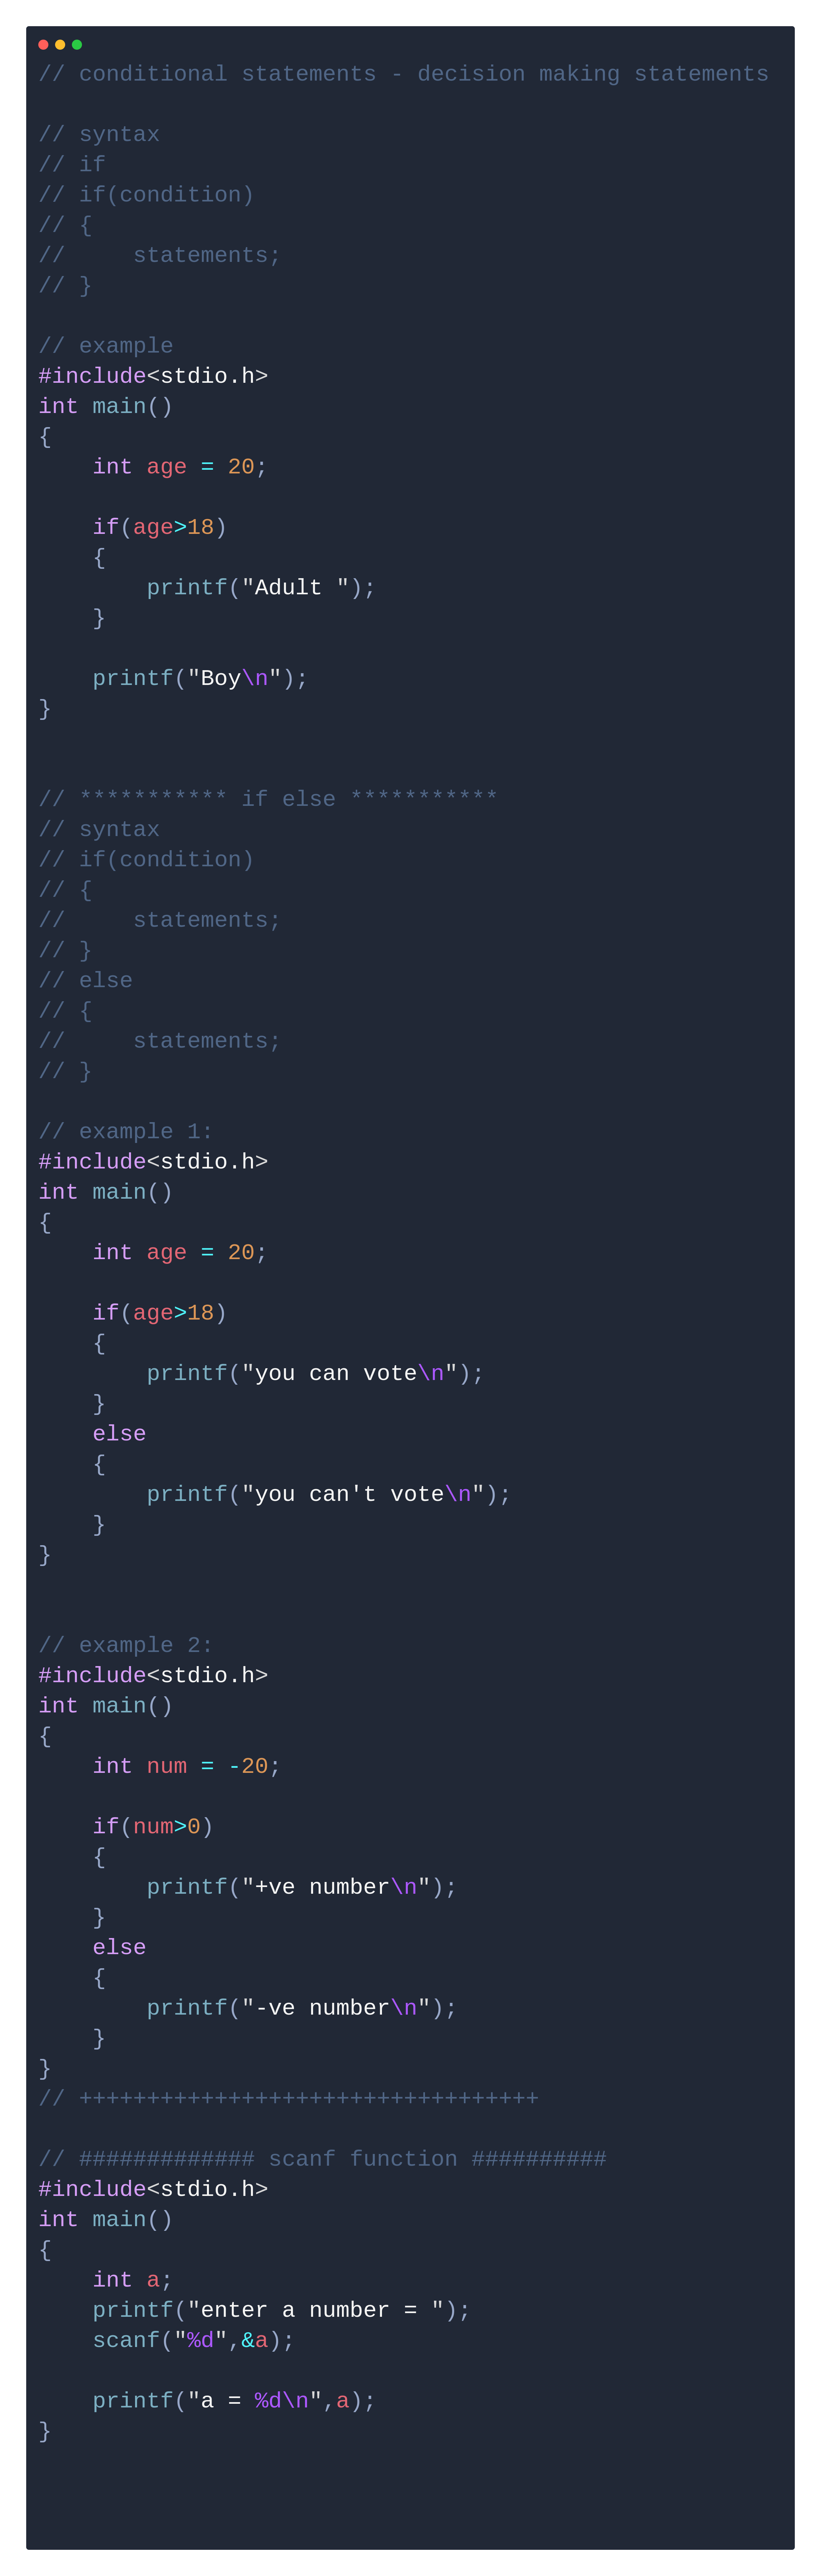 // conditional statements - decision making statements

// syntax
// if
// if(condition)
// {
//     statements;
// }

// example
#include<stdio.h>
int main()
{
    int age = 20;

    if(age>18)
    {
        printf("Adult ");
    }

    printf("Boy\n");
}


// *********** if else ***********
// syntax
// if(condition)
// {
//     statements;
// }
// else
// {
//     statements;
// }

// example 1:
#include<stdio.h>
int main()
{
    int age = 20;

    if(age>18)
    {
        printf("you can vote\n");
    }
    else
    {
        printf("you can't vote\n");
    }
}


// example 2:
#include<stdio.h>
int main()
{
    int num = -20;

    if(num>0)
    {
        printf("+ve number\n");
    }
    else
    {
        printf("-ve number\n");
    }
}
// ++++++++++++++++++++++++++++++++++

// ############# scanf function ##########
#include<stdio.h>
int main()
{
    int a;
    printf("enter a number = ");
    scanf("%d",&a);

    printf("a = %d\n",a);
}